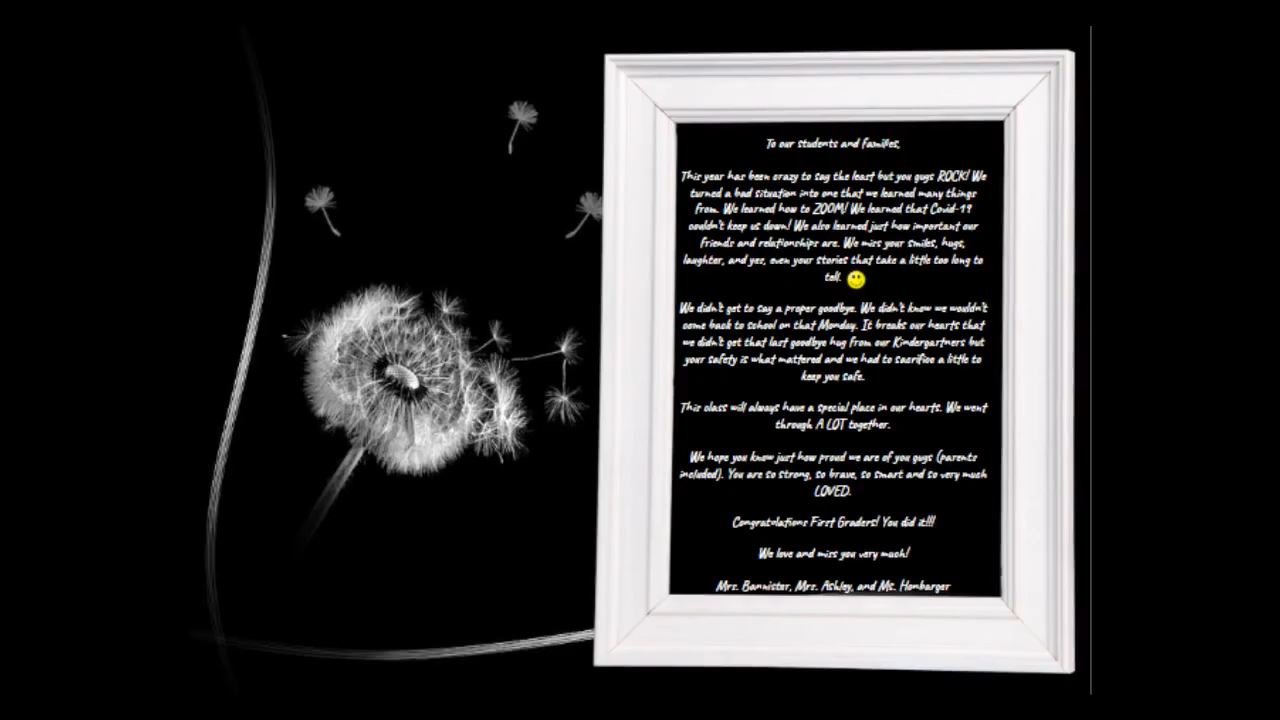 To our students and families,
This year has been crazy to say the least but you guys ROCK! We
turned a bad situation into one that we learned many things
from. We learned how to ZOOM! We learned that Covid-19
couldn't keep us down! We also learned just how important our
friends and relationships are. We miss your smiles, hugs,
laughter, and yes, even your stories that take a little too long to
tell.
We didn't get to say a proper goodbye. We didn't know we wouldn't
come back to school on that Monday. It breaks our hearts that
we didn't get that last goodbye hug from our Kindergartners but
your safety is what mattered and we had to sacrifice a little to
keep you safe.
This class will always have a special place in our hearts. We went
through A LOT together.
We hope you know just how proud we are of you guys (parents
included). You are so strong, so brave, so smart and so very much
LOVED.
Congratulations First Graders! You did it!!!
We love and miss you very much!
Mrs. Bannister, Mrs. Ashley, and Ms. Honbarger